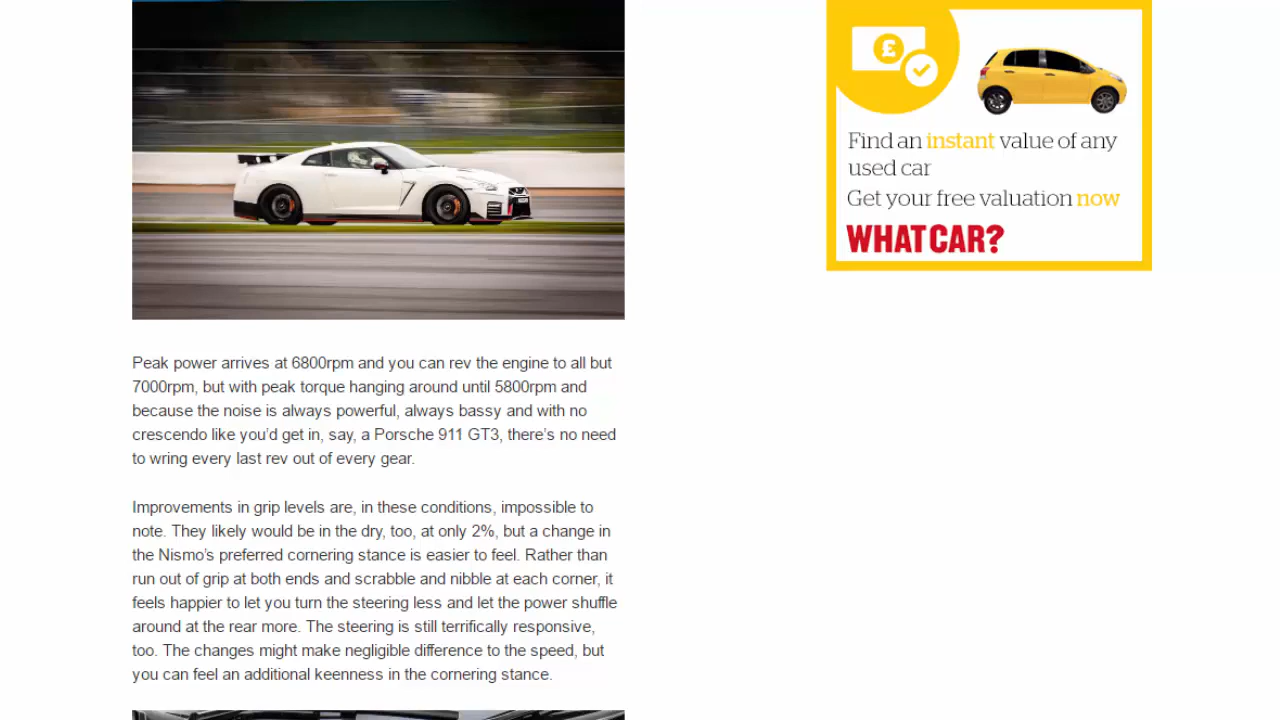 Find an instant value of any
used car
Get your free valuation now
WHAT CAR?
Peak power arrives at 6800rpm and you can rev the engine to all but
7000rpm, but with peak torque hanging around until 5800rpm and
because the noise is always powerful, always bassy and with no
crescendo like you’d get in, say, a Porsche 911 GT3, there’s no need
to wring every last rev out of every gear.
Improvements in grip levels are, in these conditions, impossible to
note. They likely would be in the dry, too, at only 2%, but a change in
the Nismo’s preferred cornering stance is easier to feel. Rather than
run out of grip at both ends and scrabble and nibble at each corner, it
feels happier to let you turn the steering less and let the power shuffle
around at the rear more. The steering is still terrifically responsive,
too. The changes might make negligible difference to the speed, but
you can feel an additional keenness in the cornering stance.